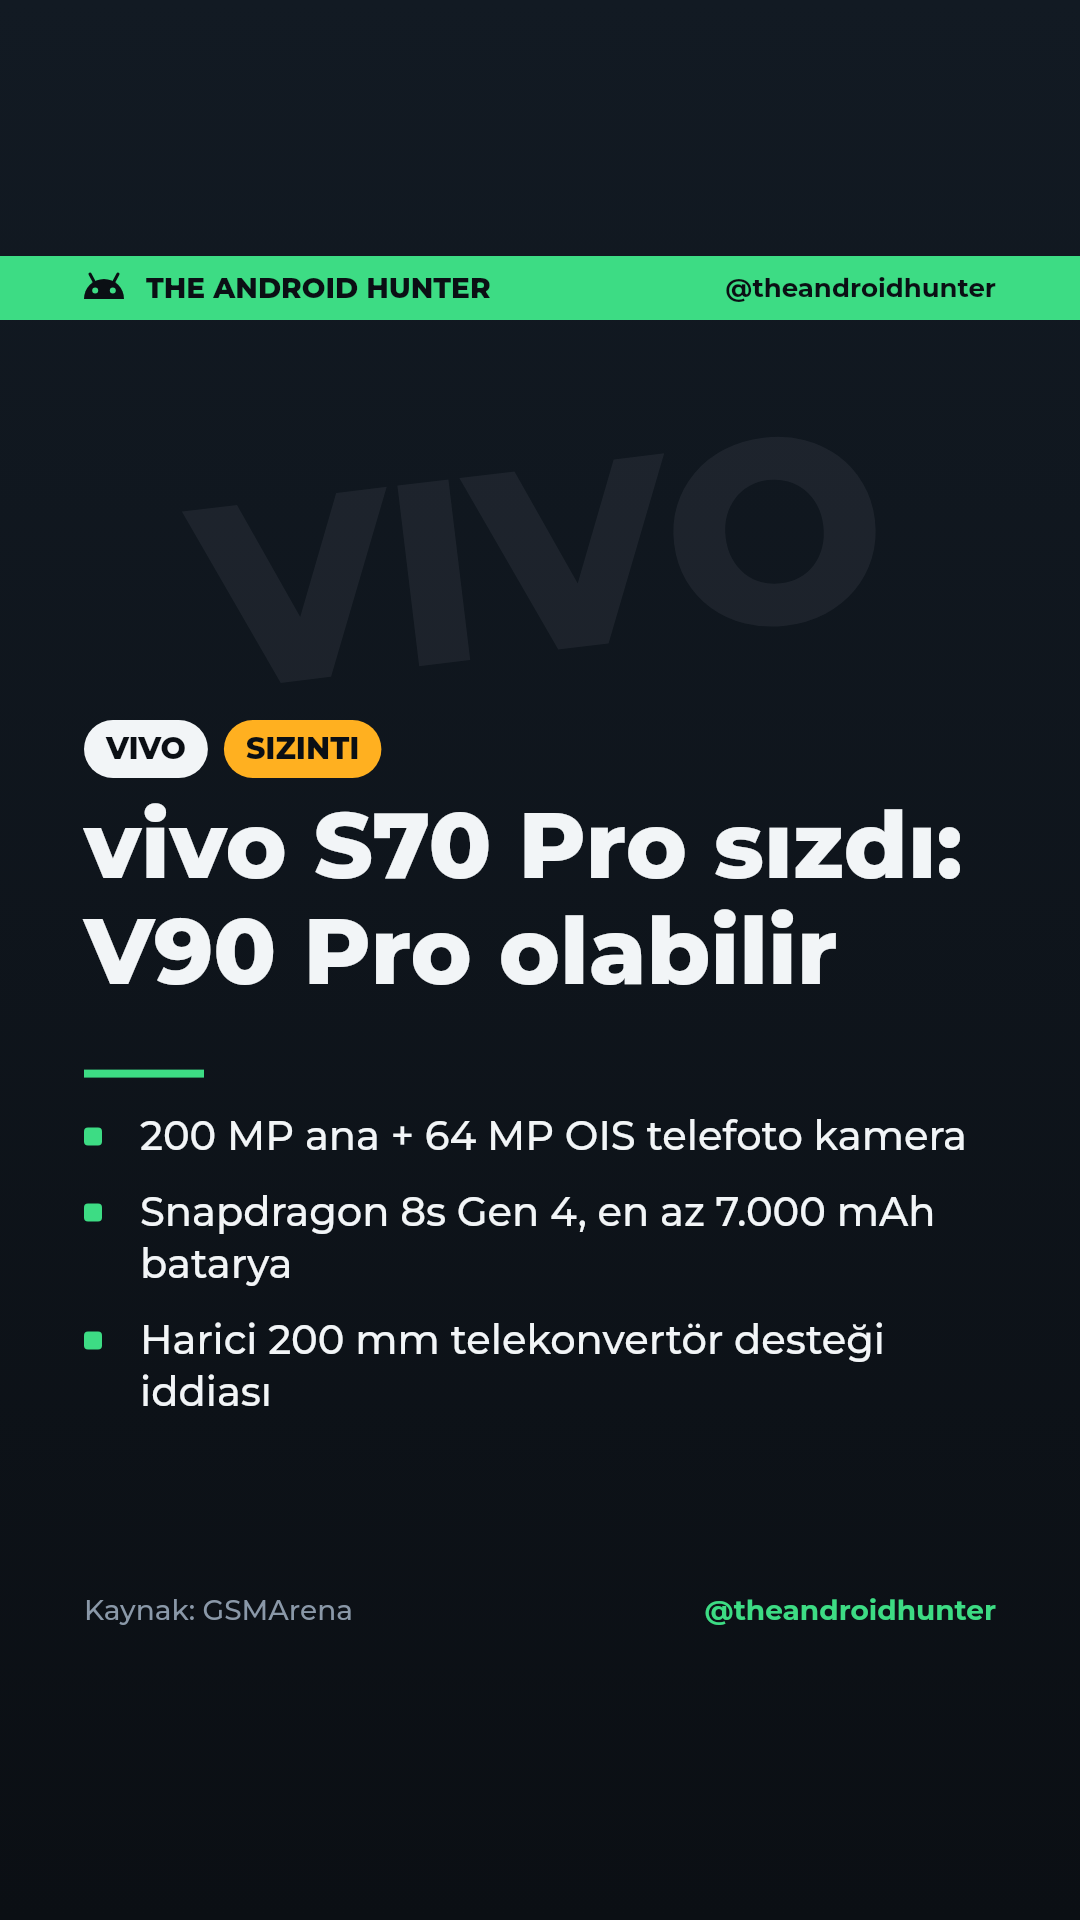 THE ANDROID HUNTER
@theandroidhunter
VIVO
VIVO
SIZINTI
vivo S70 Pro sızdı:
V90 Pro olabilir
200 MP ana + 64 MP OIS telefoto kamera
Snapdragon 8s Gen 4, en az 7.000 mAh
batarya
Harici 200 mm telekonvertör desteği
iddiası
Kaynak: GSMArena
@theandroidhunter